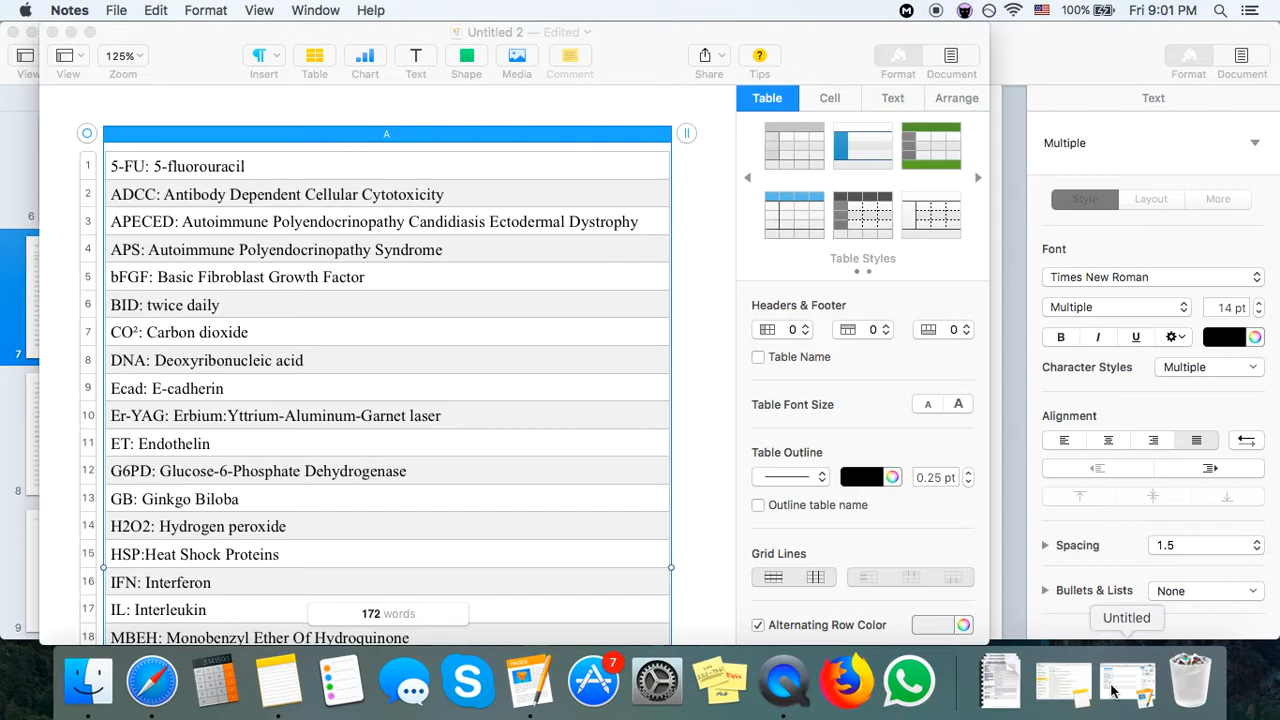 Notes File Edit Format View Window Help 100% Fri 9:01 PM
Untitled 2 — Edited
View View 125% Zoom Insert Table Chart Text Shape Media Comment Share Tips Format Document Format Document
Table Cell Text Arrange Text
A
1 5-FU: 5-fluorouracil
2 ADCC: Antibody Dependent Cellular Cytotoxicity
3 APECED: Autoimmune Polyendocrinopathy Candidiasis Ectodermal Dystrophy
4 APS: Autoimmune Polyendocrinopathy Syndrome
5 bFGF: Basic Fibroblast Growth Factor
6 BID: twice daily
7 CO²: Carbon dioxide
8 DNA: Deoxyribonucleic acid
9 Ecad: E-cadherin
10 Er-YAG: Erbium:Yttrium-Aluminum-Garnet laser
11 ET: Endothelin
12 G6PD: Glucose-6-Phosphate Dehydrogenase
13 GB: Ginkgo Biloba
14 H2O2: Hydrogen peroxide
15 HSP:Heat Shock Proteins
16 IFN: Interferon
17 IL: Interleukin
172 words
18 MBEH: Monobenzyl Ether Of Hydroquinone
6
7
8
9
Table Styles
Headers & Footer
0 0 0
Table Name
Table Font Size A A
Table Outline
0.25 pt
Outline table name
Grid Lines
Alternating Row Color
Multiple
Style Layout More
Font
Times New Roman
Multiple 14 pt
B I U
Character Styles Multiple
Alignment
Spacing 1.5
Bullets & Lists None
Untitled
7